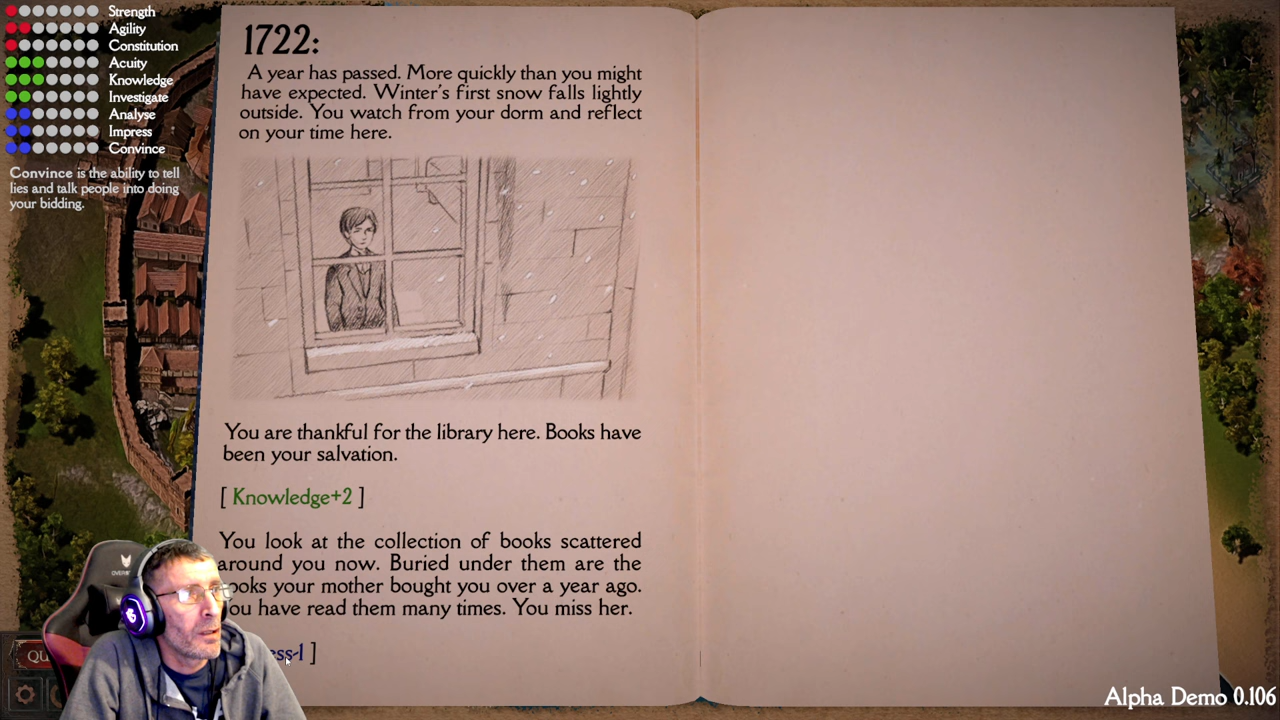 Strength
Agility
Constitution
Acuity
Knowledge
Investigate
Analyse
Impress
Convince
Convince is the ability to tell
lies and talk people into doing
your bidding.
1722:
A year has passed. More quickly than you might
have expected. Winter's first snow falls lightly
outside. You watch from your dorm and reflect
on your time here.
You are thankful for the library here. Books have
been your salvation.
[ Knowledge+2 ]
You look at the collection of books scattered
around you now. Buried under them are the
books your mother bought you over a year ago.
You have read them many times. You miss her.
]
Alpha Demo 0.106